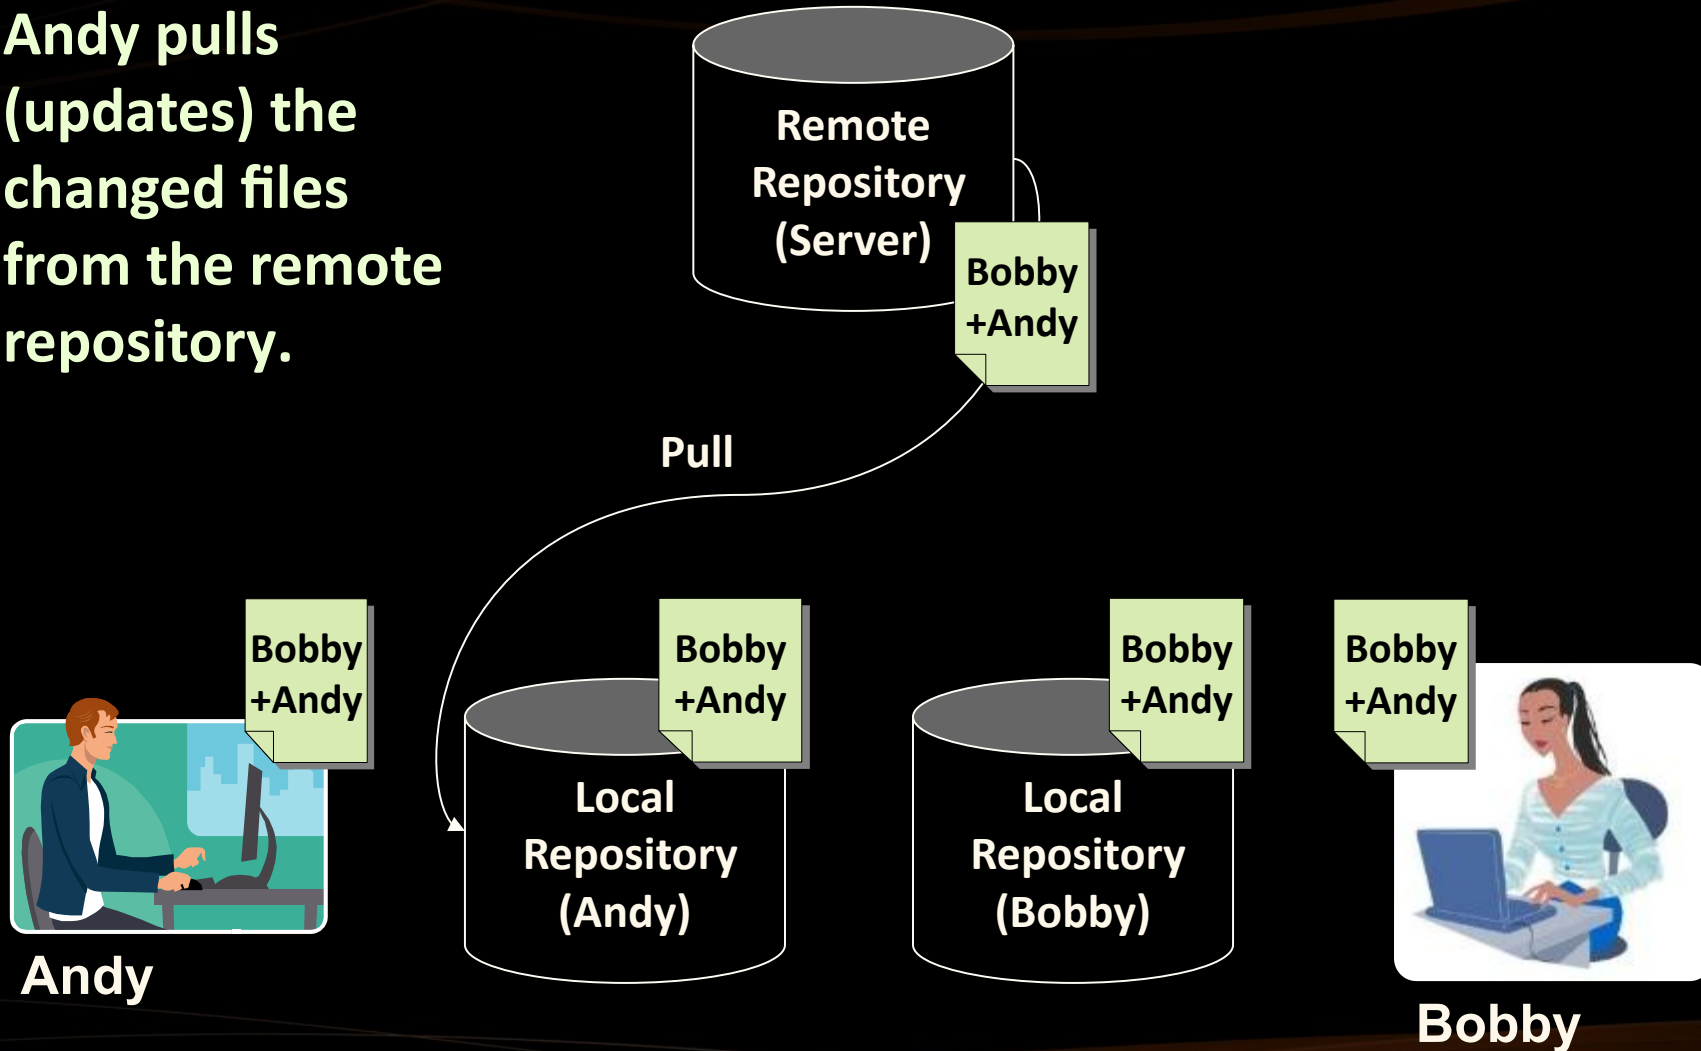 Andy pulls
(updates) the
changed files
from the remote
repository.
Remote
Repository
(Server)
Bobby
+Andy
Pull
Bobby
+Andy
Bobby
+Andy
Bobby
+Andy
Bobby
+Andy
Local
Repository
(Andy)
Local
Repository
(Bobby)
Andy
Bobby